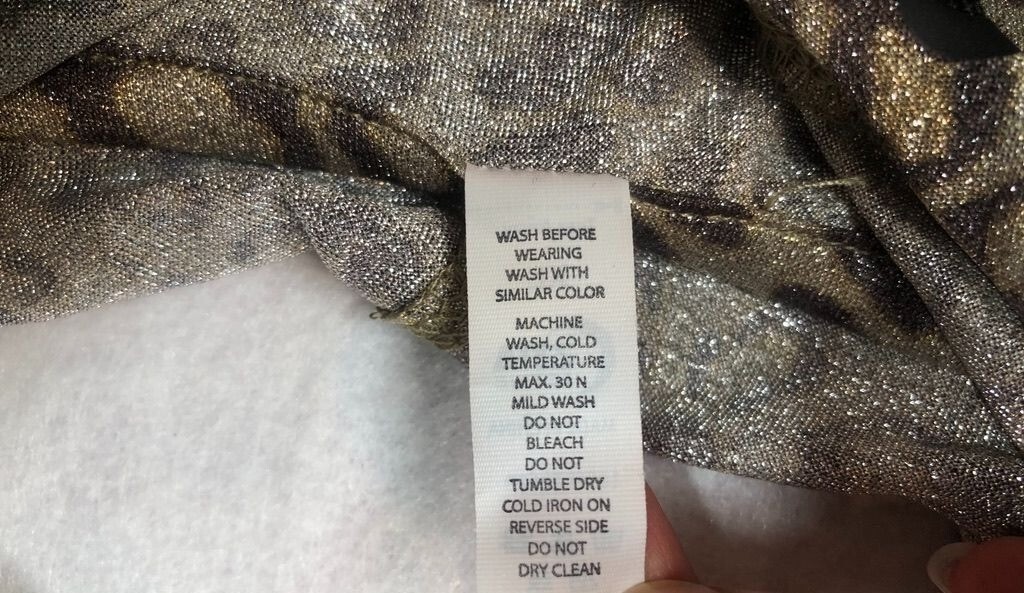 WASH BEFORE
WEARING
WASH WITH
SIMILAR COLOR
MACHINE
WASH, COLD
TEMPERATURE
MAX. 30 N
MILD WASH
DO NOT
BLEACH
DO NOT
TUMBLE DRY
COLD IRON ON
REVERSE SIDE
DO NOT
DRY CLEAN